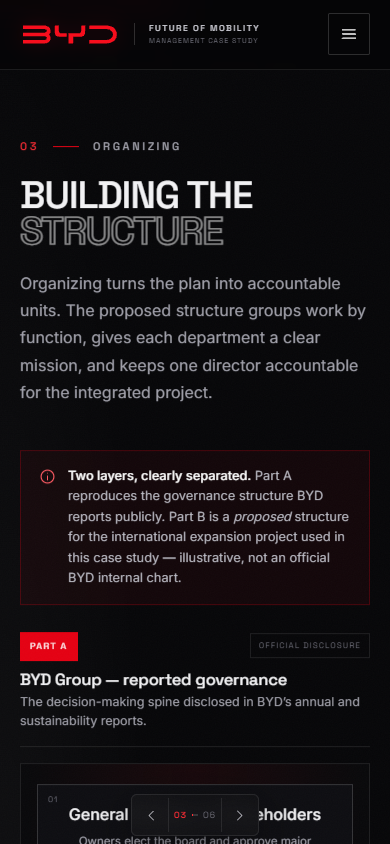 BYD
FUTURE OF MOBILITY
MANAGEMENT CASE STUDY
03 ORGANIZING
BUILDING THE
STRUCTURE
Organizing turns the plan into accountable
units. The proposed structure groups work by
function, gives each department a clear
mission, and keeps one director accountable
for the integrated project.
Two layers, clearly separated. Part A
reproduces the governance structure BYD
reports publicly. Part B is a proposed structure
for the international expansion project used in
this case study — illustrative, not an official
BYD internal chart.
PART A
OFFICIAL DISCLOSURE
BYD Group — reported governance
The decision-making spine disclosed in BYD's annual and
sustainability reports.
01
General
Owners elect the board and approve major
03 06